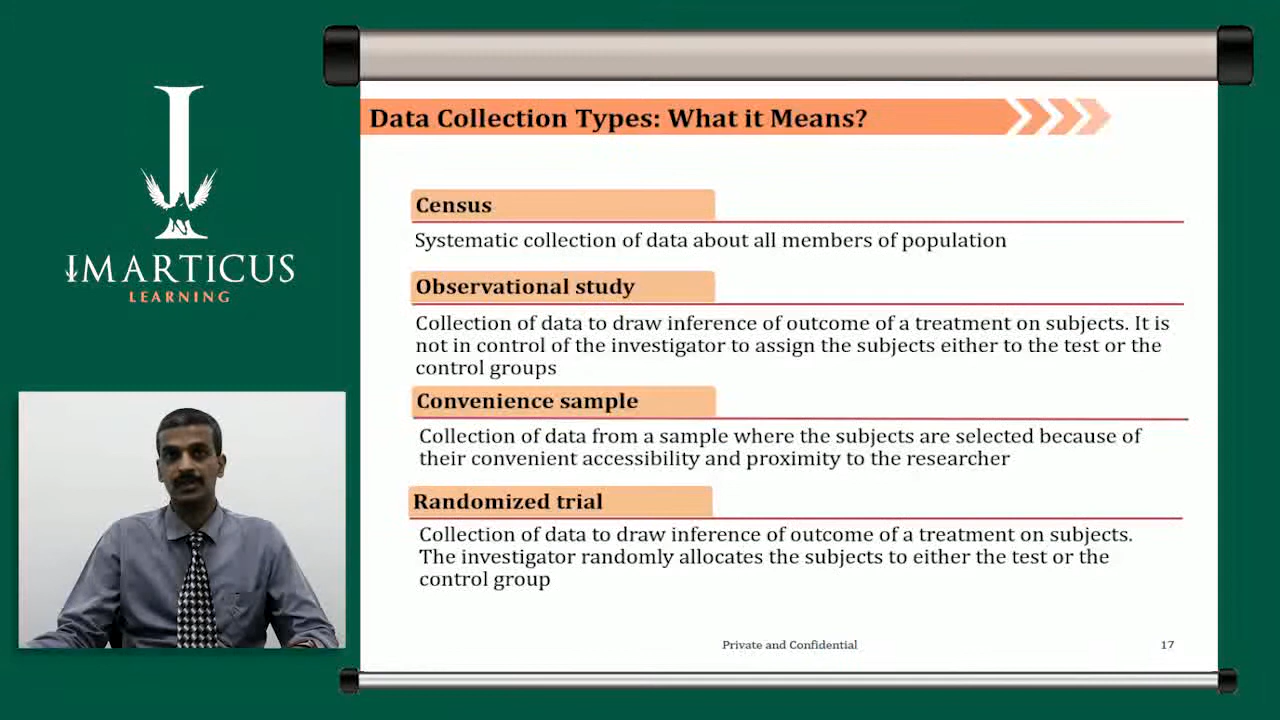 IMARTICUS
LEARNING
Data Collection Types: What it Means?
Census
Systematic collection of data about all members of population
Observational study
Collection of data to draw inference of outcome of a treatment on subjects. It is
not in control of the investigator to assign the subjects either to the test or the
control groups
Convenience sample
Collection of data from a sample where the subjects are selected because of
their convenient accessibility and proximity to the researcher
Randomized trial
Collection of data to draw inference of outcome of a treatment on subjects.
The investigator randomly allocates the subjects to either the test or the
control group
Private and Confidential
17